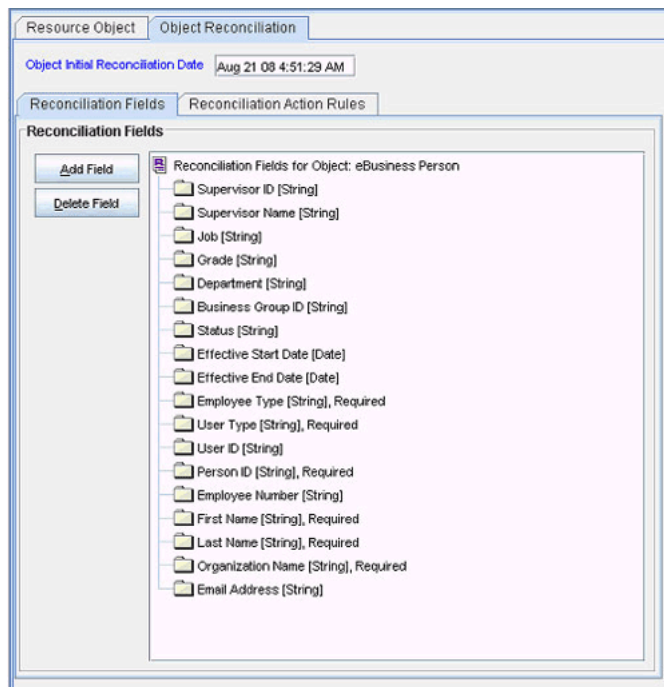 Resource Object Object Reconciliation
Object Initial Reconciliation Date Aug 21 08 4:51:29 AM
Reconciliation Fields Reconciliation Action Rules
Reconciliation Fields
Add Field
Delete Field
Reconciliation Fields for Object: eBusiness Person
Supervisor ID [String]
Supervisor Name [String]
Job [String]
Grade [String]
Department [String]
Business Group ID [String]
Status [String]
Effective Start Date [Date]
Effective End Date [Date]
Employee Type [String], Required
User Type [String], Required
User ID [String]
Person ID [String], Required
Employee Number [String]
First Name [String], Required
Last Name [String], Required
Organization Name [String], Required
Email Address [String]